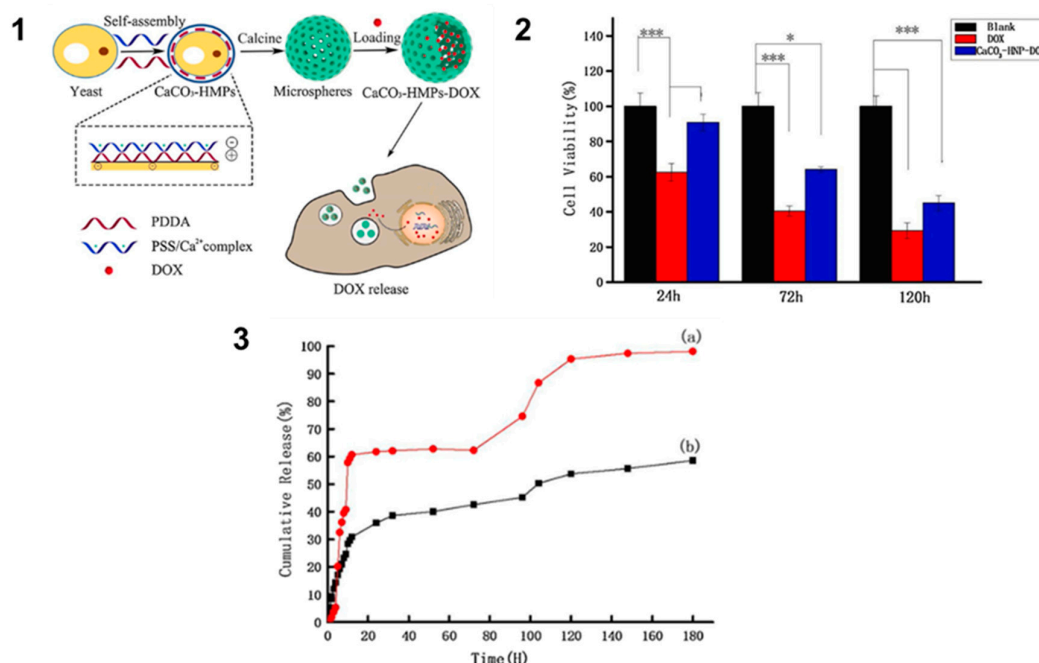 1
Self-assembly
Calcine
Loading
Yeast
CaCO₃-HMPs
Microspheres
CaCO₃-HMPs-DOX
PDDA
PSS/Ca²⁺complex
DOX
DOX release
2
Blank
DOX
CaCO₃-HNP-DO
Cell Viability(%)
140
120
100
80
60
40
20
0
***
***
*
***
24h
72h
120h
3
Cumulative Release(%)
100
90
80
70
60
50
40
30
20
10
0
(a)
(b)
0 20 40 60 80 100 120 140 160 180
Time(H)